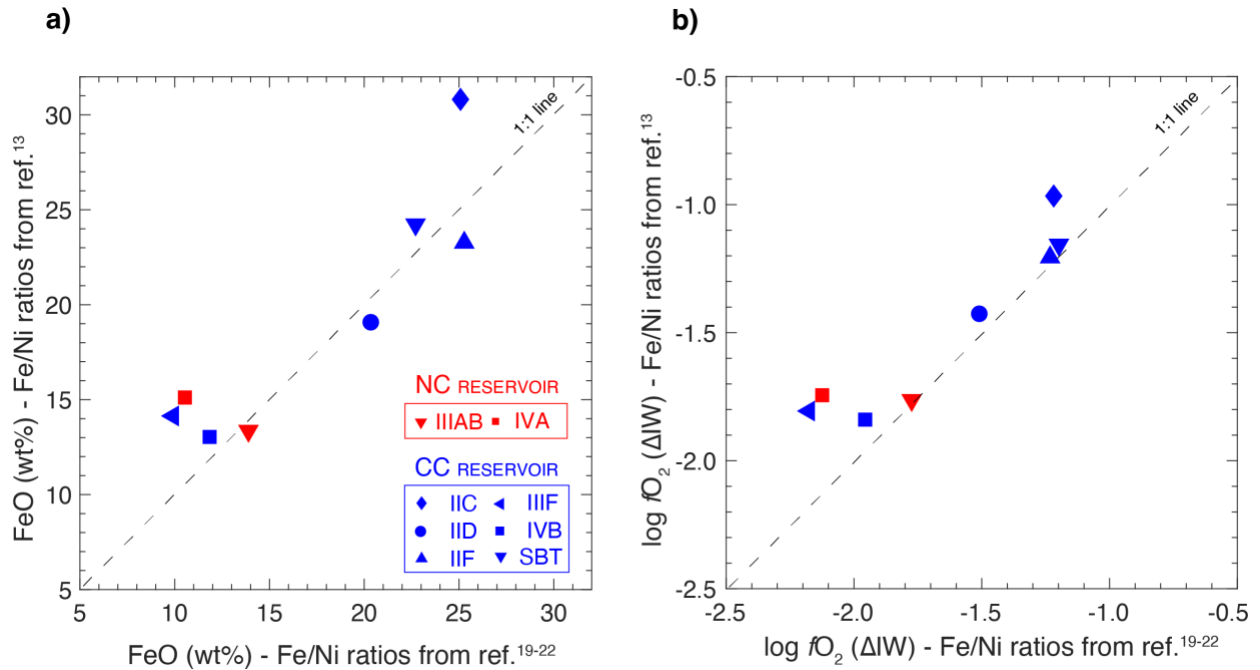 a)
FeO (wt%) - Fe/Ni ratios from ref.¹³
30
25
20
15
10
5
5
10
15
20
25
30
FeO (wt%) - Fe/Ni ratios from ref.¹⁹⁻²²
1:1 line
NC RESERVOIR
IIIAB IVA
CC RESERVOIR
IIC IIIF
IID IVB
IIF SBT
b)
log fO₂ (ΔIW) - Fe/Ni ratios from ref.¹³
-0.5
-1.0
-1.5
-2.0
-2.5
-2.5
-2.0
-1.5
-1.0
-0.5
log fO₂ (ΔIW) - Fe/Ni ratios from ref.¹⁹⁻²²
1:1 line